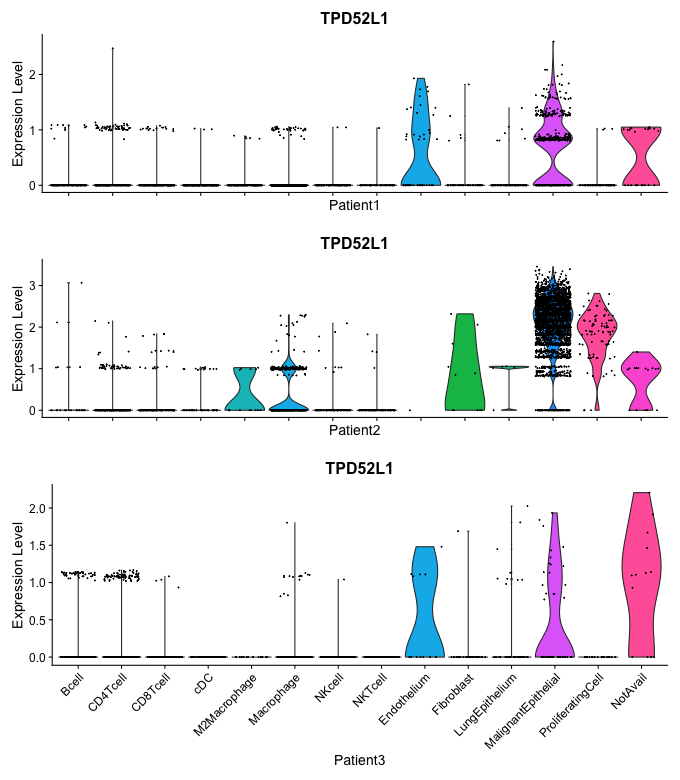 TPD52L1
Expression Level
2
1
0
Patient1
TPD52L1
Expression Level
3
2
1
0
Patient2
TPD52L1
Expression Level
2.0
1.5
1.0
0.5
0.0
Bcell
CD4Tcell
CD8Tcell
cDC
M2Macrophage
Macrophage
NKcell
NKTcell
Endothelium
Fibroblast
LungEpithelium
MalignantEpithelial
ProliferatingCell
NotAvail
Patient3